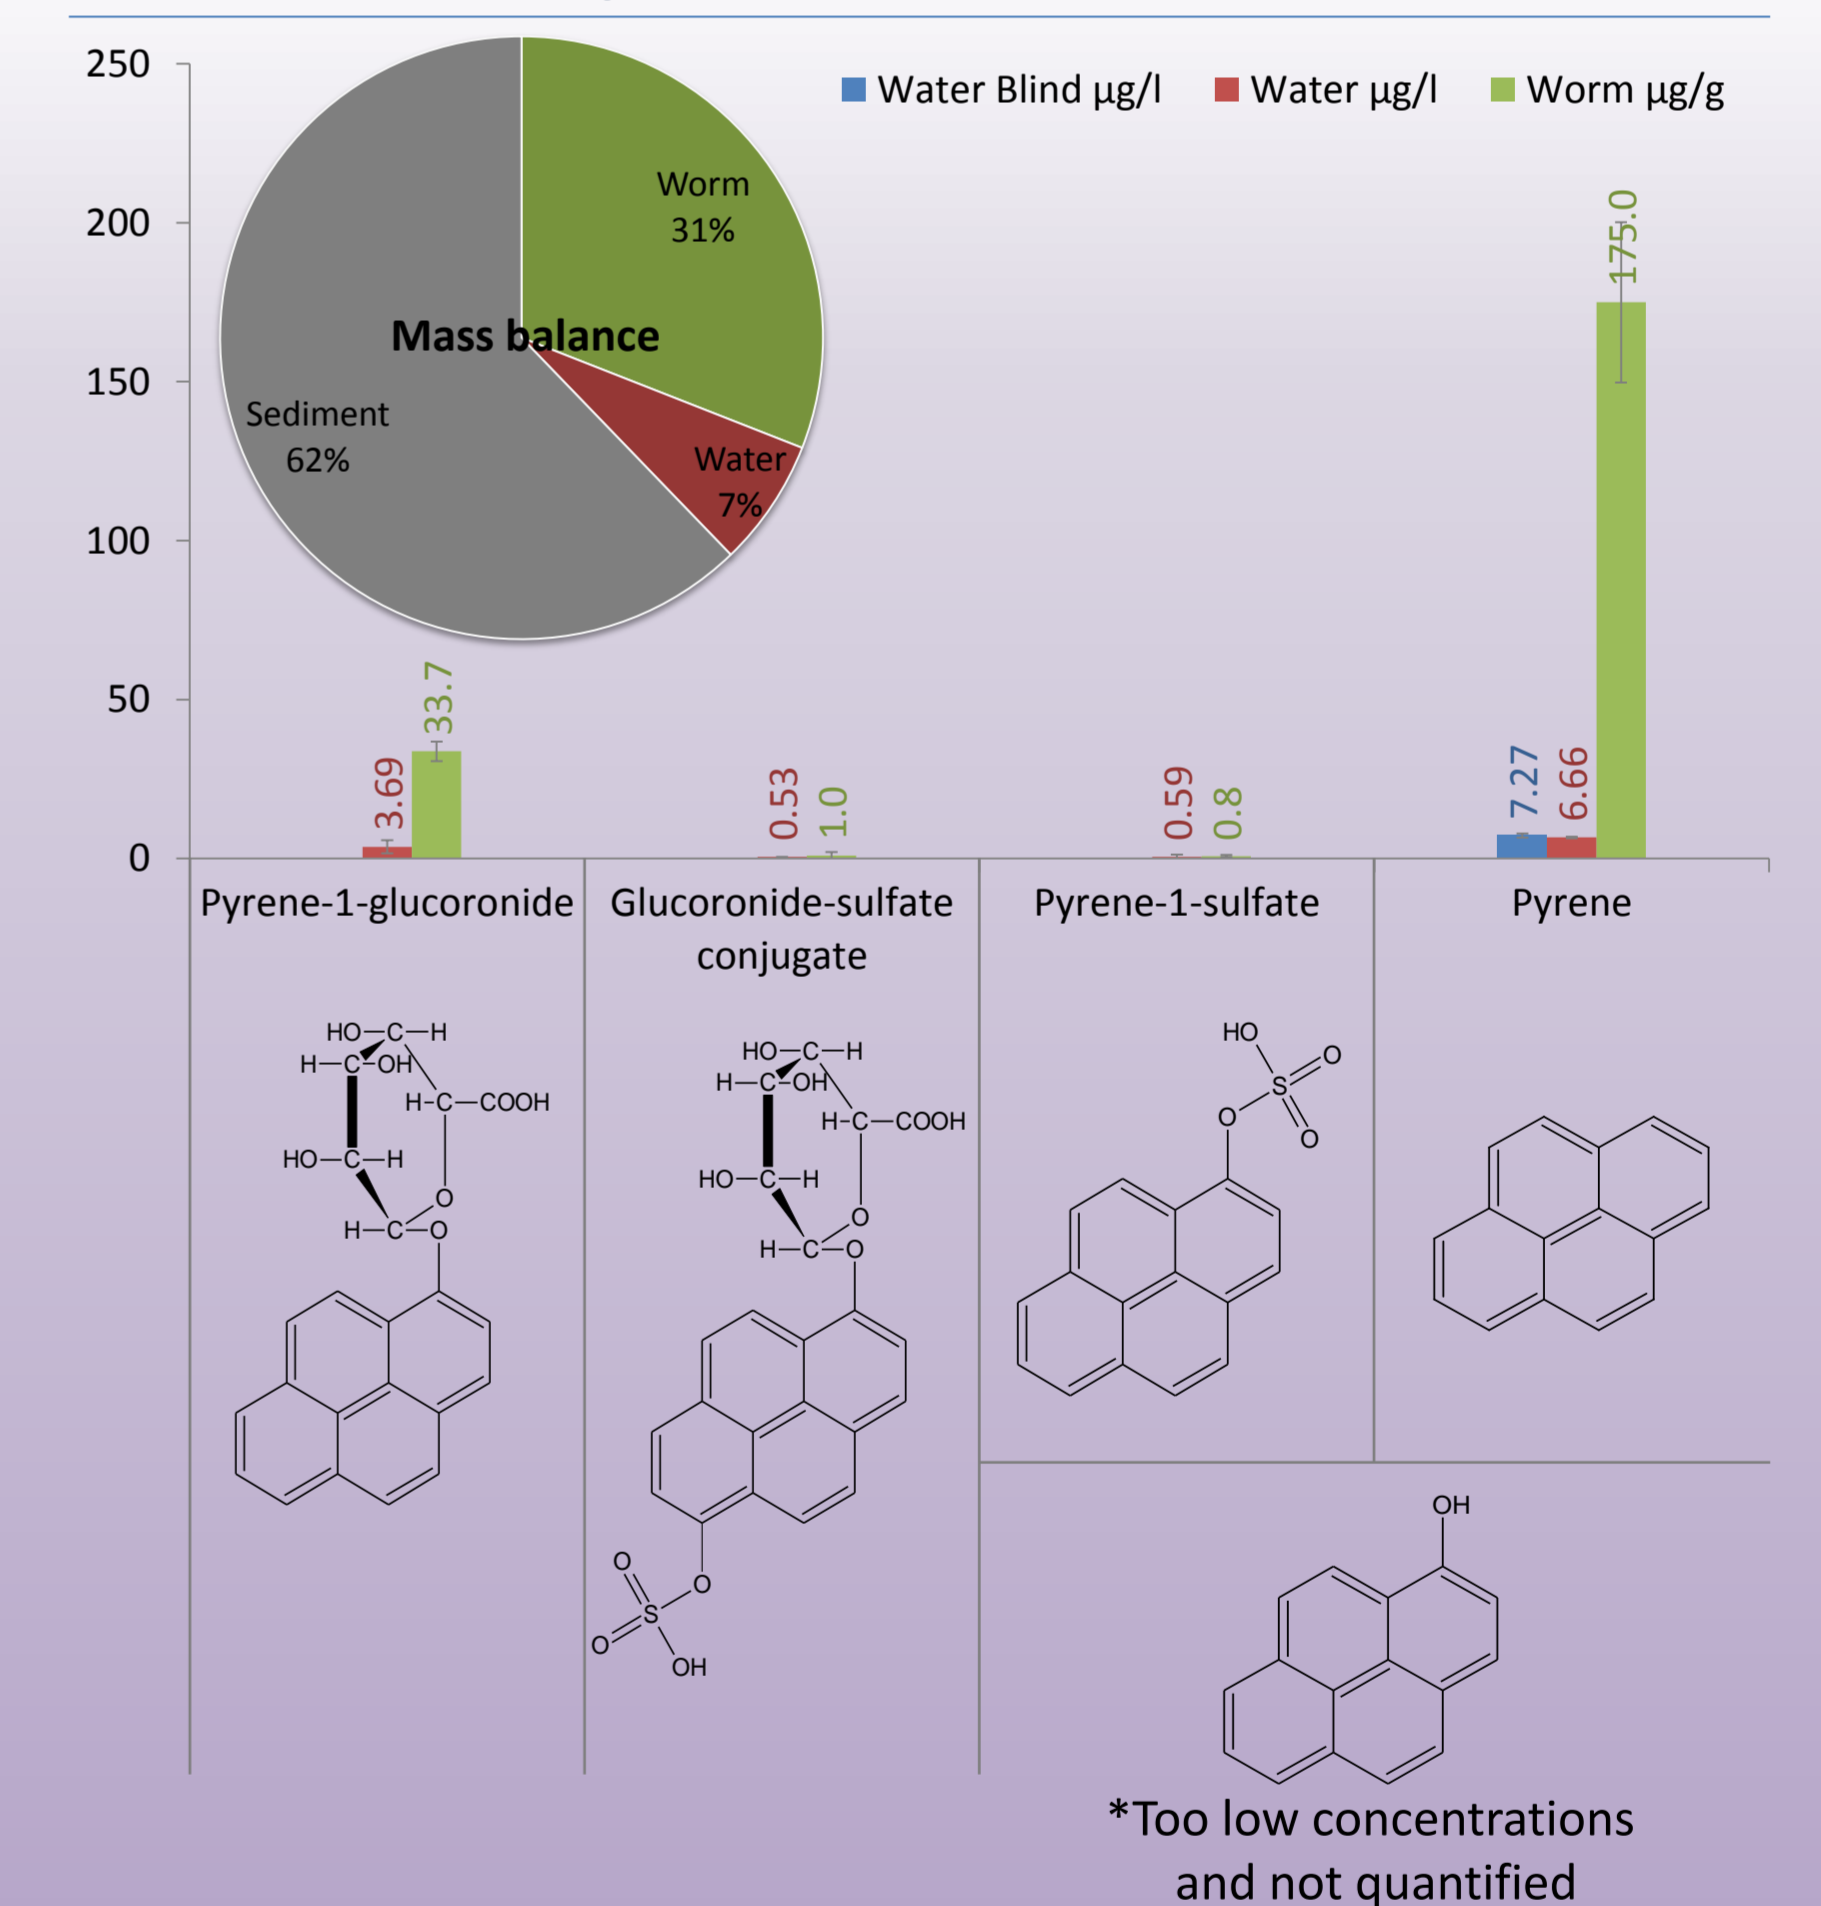 250
200
150
100
50
0
Water Blind µg/l
Water µg/l
Worm µg/g
Worm
31%
Mass balance
Sediment
62%
Water
7%
3.69
33.7
0.53
1.0
0.59
0.8
7.27
6.66
175.0
Pyrene-1-glucoronide
Glucoronide-sulfate
conjugate
Pyrene-1-sulfate
Pyrene
HO C H
H C OH
H C COOH
HO C H
O
H C O
HO C H
H C OH
H C COOH
HO C H
O
H C O
O
O
S
O
OH
HO
O
S
O
O
OH
*Too low concentrations
and not quantified